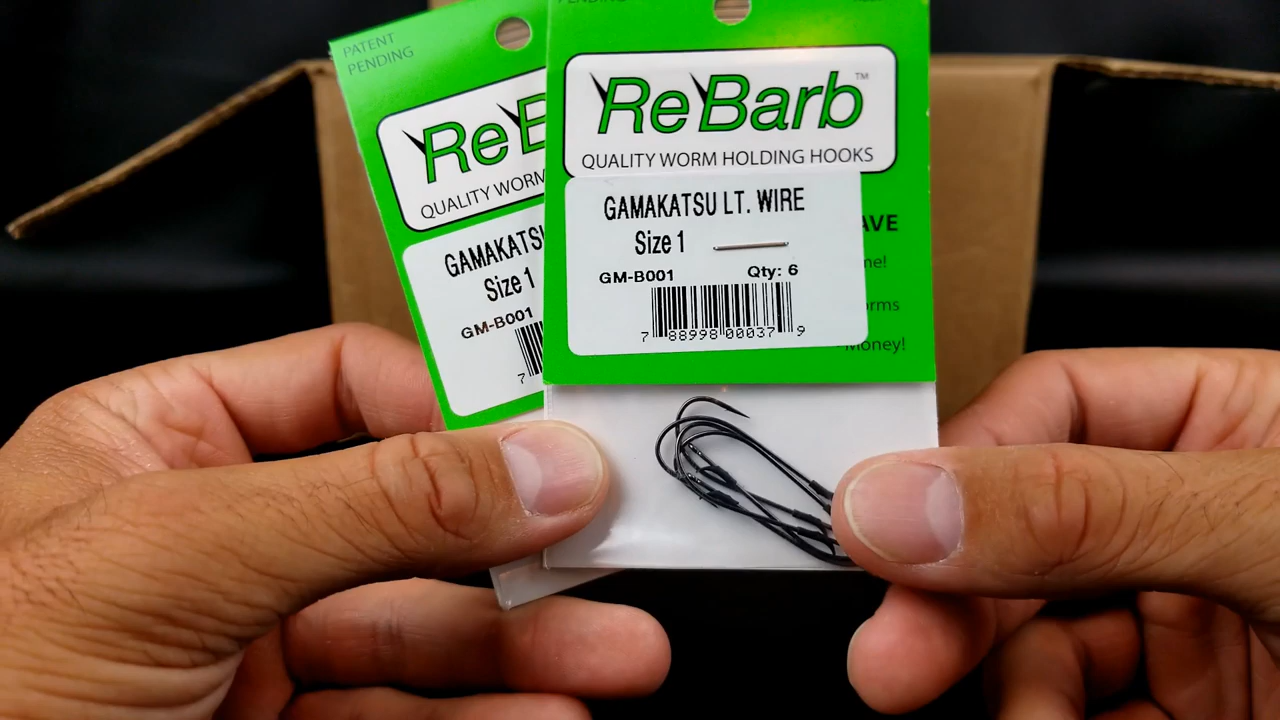 PATENT
PENDING
ReB
QUALITY WORM
GAMAKATSU
Size 1
GM-B001
7
ReBarb™
QUALITY WORM HOLDING HOOKS
GAMAKATSU LT. WIRE
Size 1
GM-B001 Qty: 6
7 88998 00037 9
AVE
me!
orms
Money!